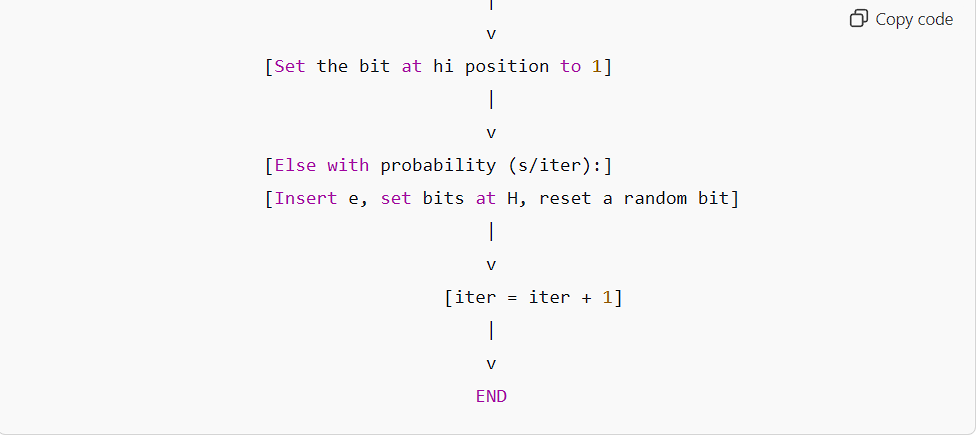 Copy code
|
v
[Set the bit at hi position to 1]
|
v
[Else with probability (s/iter):]
[Insert e, set bits at H, reset a random bit]
|
v
[iter = iter + 1]
|
v
END